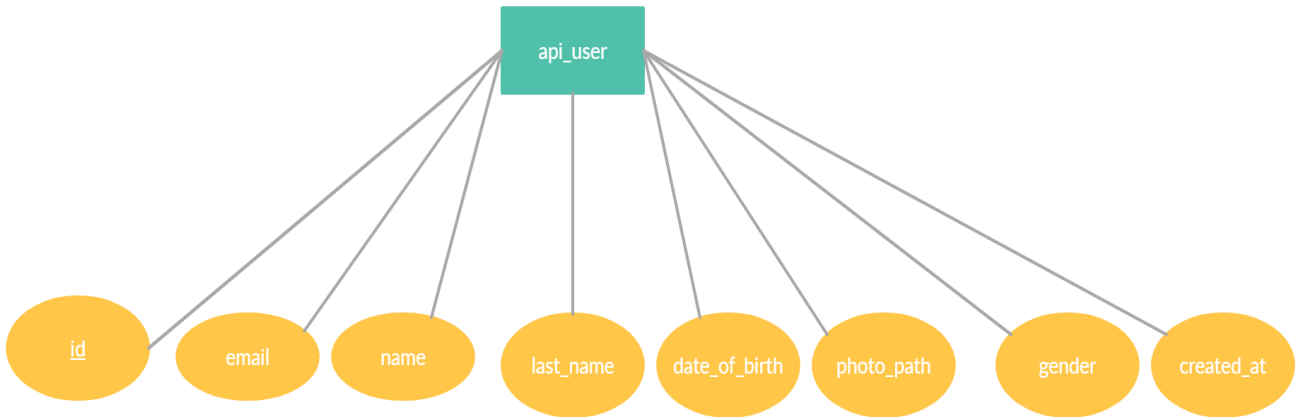 api_user
id
email
name
last_name
date_of_birth
photo_path
gender
created_at